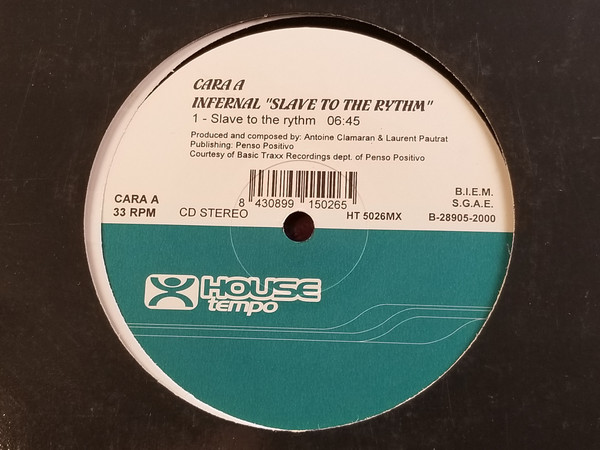 CARA A
INFERNAL "SLAVE TO THE RYTHM"
1 - Slave to the rythm 06:45
Produced and composed by: Antoine Clamaran & Laurent Pautrat
Publishing: Penso Positivo
Courtesy of Basic Traxx Recordings dept. of Penso Positivo
8 430899 150265
CARA A
33 RPM
CD STEREO
HT 5026MX
B.I.E.M.
S.G.A.E.
B-28905-2000
HOUSE
tempo